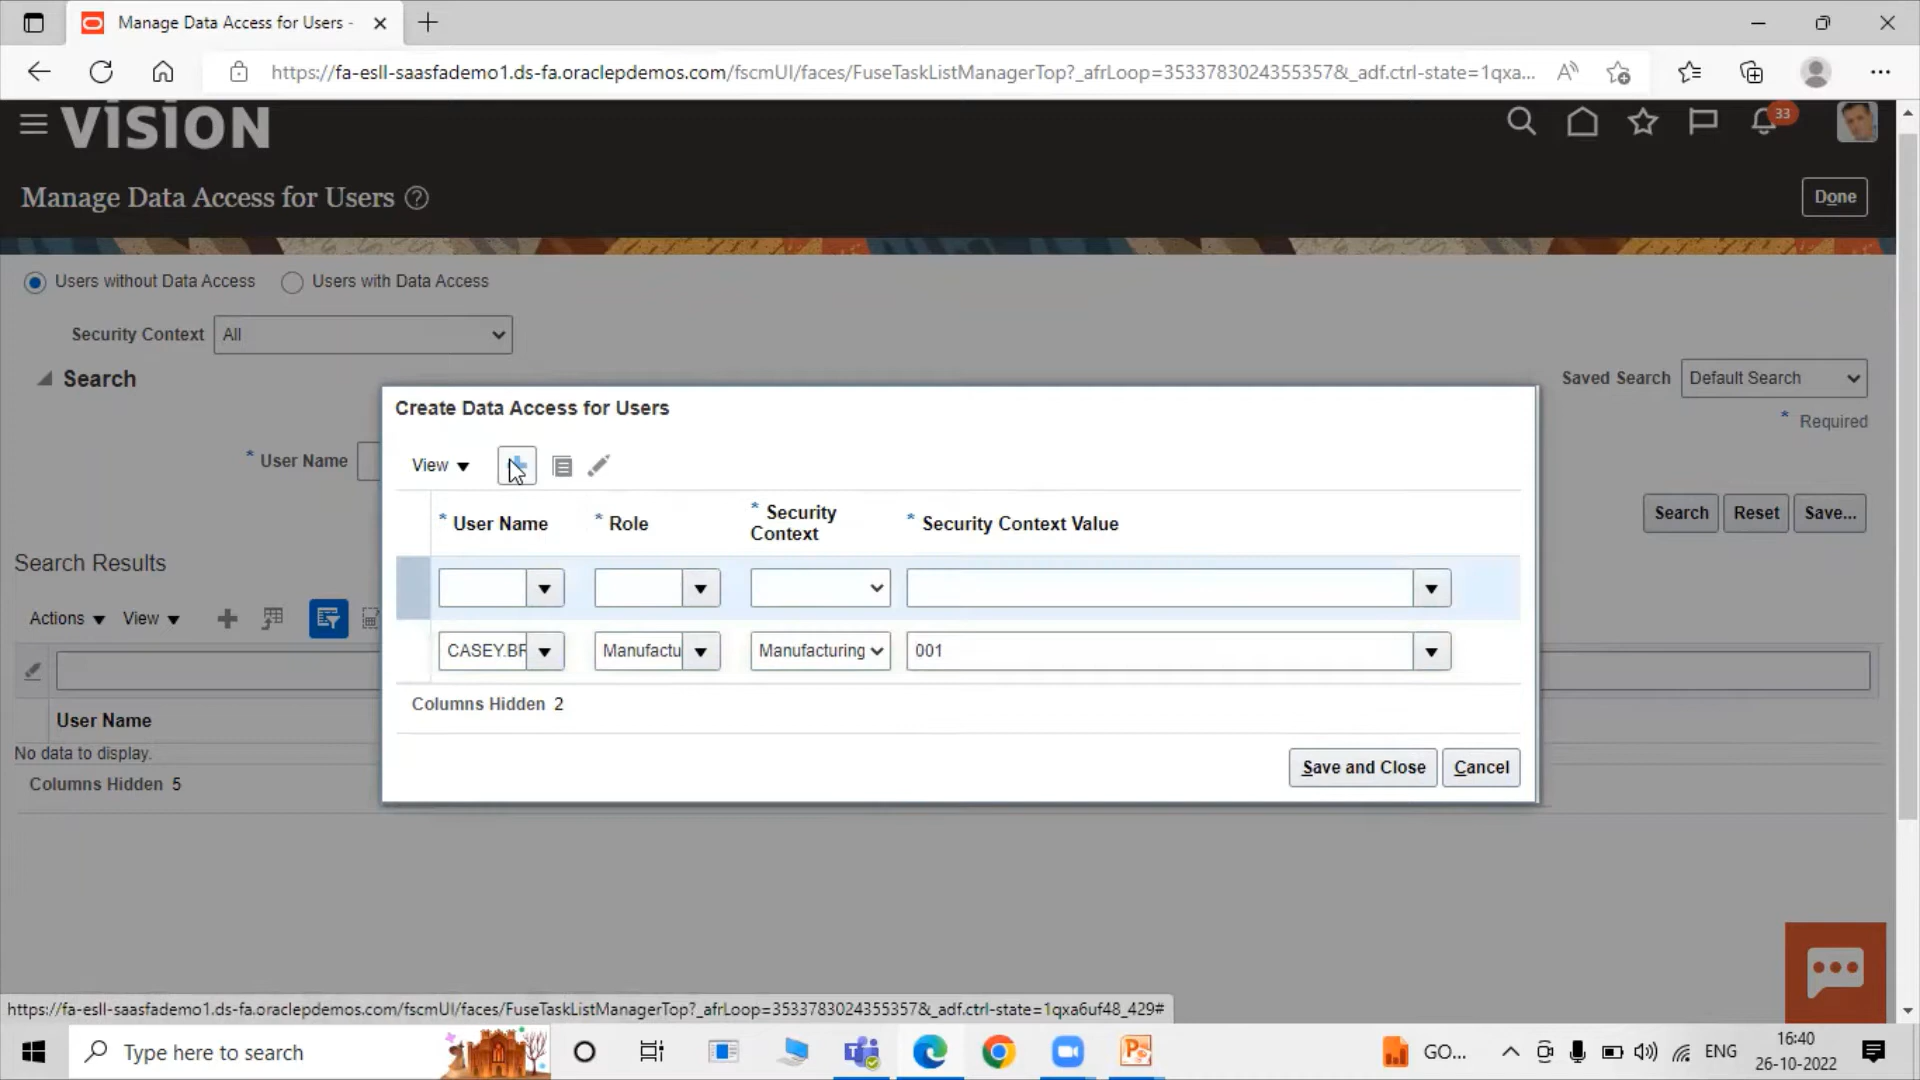 Manage Data Access for Users -
https://fa-esll-saasfademo1.ds-fa.oraclepdemos.com/fscmUI/faces/FuseTaskListManagerTop?_afrLoop=3533783024355357&_adf.ctrl-state=1qxa...
VISION
33
Manage Data Access for Users
Done
Users without Data Access
Users with Data Access
Security Context
All
Search
Saved Search
Default Search
* Required
* User Name
Search
Reset
Save...
Create Data Access for Users
View
* User Name
* Role
* Security Context
* Security Context Value
CASEY.BR
Manufactu
Manufacturing
001
Columns Hidden 2
Save and Close
Cancel
Search Results
Actions
View
User Name
No data to display.
Columns Hidden 5
https://fa-esll-saasfademo1.ds-fa.oraclepdemos.com/fscmUI/faces/FuseTaskListManagerTop?_afrLoop=3533783024355357&_adf.ctrl-state=1qxa6uf48_429#
Type here to search
GO...
ENG
16:40
26-10-2022